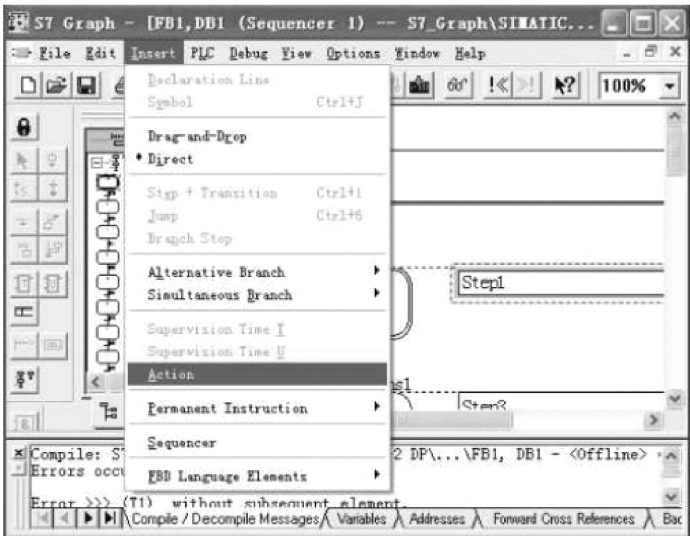 S7 Graph - [FB1,DB1 (Sequencer 1) -- S7_Graph\SIMATIC...
File Edit Insert PLC Debug View Options Window Help
100%
Declaration Line
Symbol Ctrl+J
Drag-and-Drop
Direct
Step + Transition Ctrl+1
Jump Ctrl+6
Branch Stop
Alternative Branch
Simultaneous Branch
Supervision Time T
Supervision Time U
Action
Permanent Instruction
Sequencer
FBD Language Elements
Step1
Step3
Compile: 2 DP\...\FB1, DB1 - <Offline>
Errors
Error >>> (T1) without subsequent element.
Compile / Decompile Messages Variables Addresses Forward Cross References